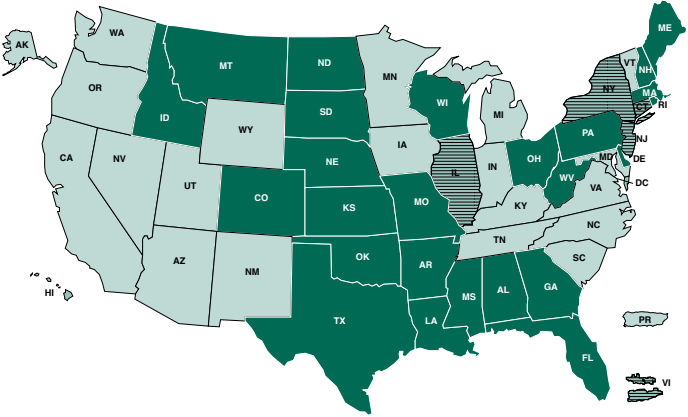 WA
AK
MT
ND
MN
ME
VT
NH
OR
ID
WY
SD
WI
MI
NY
MA
CT
RI
CA
NV
UT
CO
NE
IA
IL
IN
OH
PA
NJ
MD
DE
WV
DC
VA
KS
MO
KY
NC
AZ
NM
OK
AR
TN
SC
HI
TX
LA
MS
AL
GA
PR
FL
VI